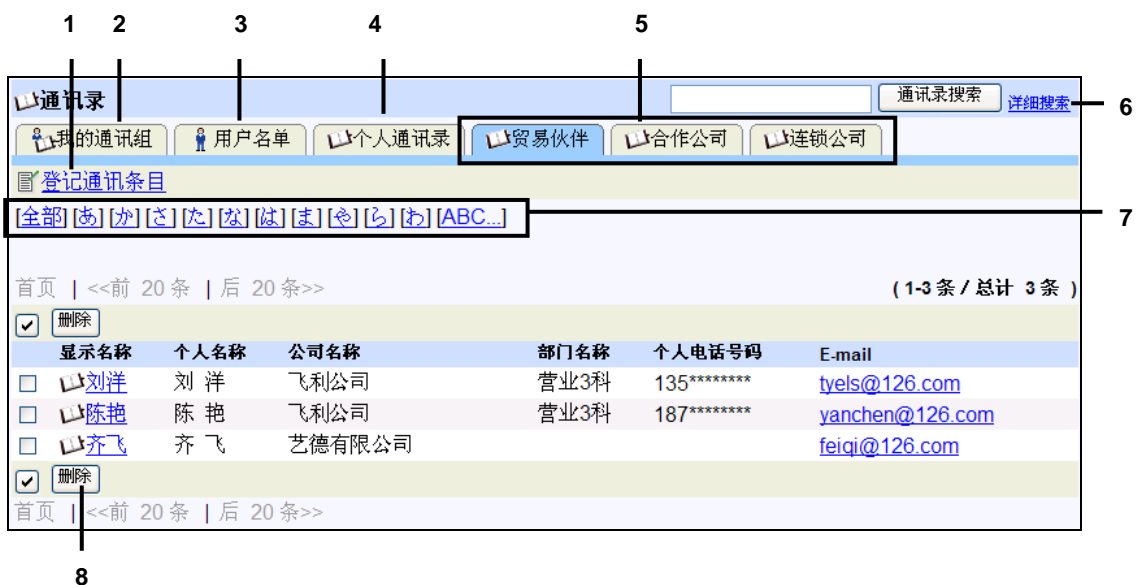 1 2 3 4 5
通讯录 通讯录搜索 详细搜索 6
我的通讯组 用户名单 个人通讯录 贸易伙伴 合作公司 连锁公司
登记通讯条目
[全部] [あ] [か] [さ] [た] [な] [は] [ま] [や] [ら] [わ] [ABC...] 7
首页 | <<前 20 条 | 后 20 条>> ( 1-3 条 / 总计 3 条 )
删除
显示名称 个人名称 公司名称 部门名称 个人电话号码 E-mail
刘洋 刘 洋 飞利公司 营业3科 135******** tyels@126.com
陈艳 陈 艳 飞利公司 营业3科 187******** yanchen@126.com
齐飞 齐 飞 艺德有限公司 feiqi@126.com
删除
首页 | <<前 20 条 | 后 20 条>>
8